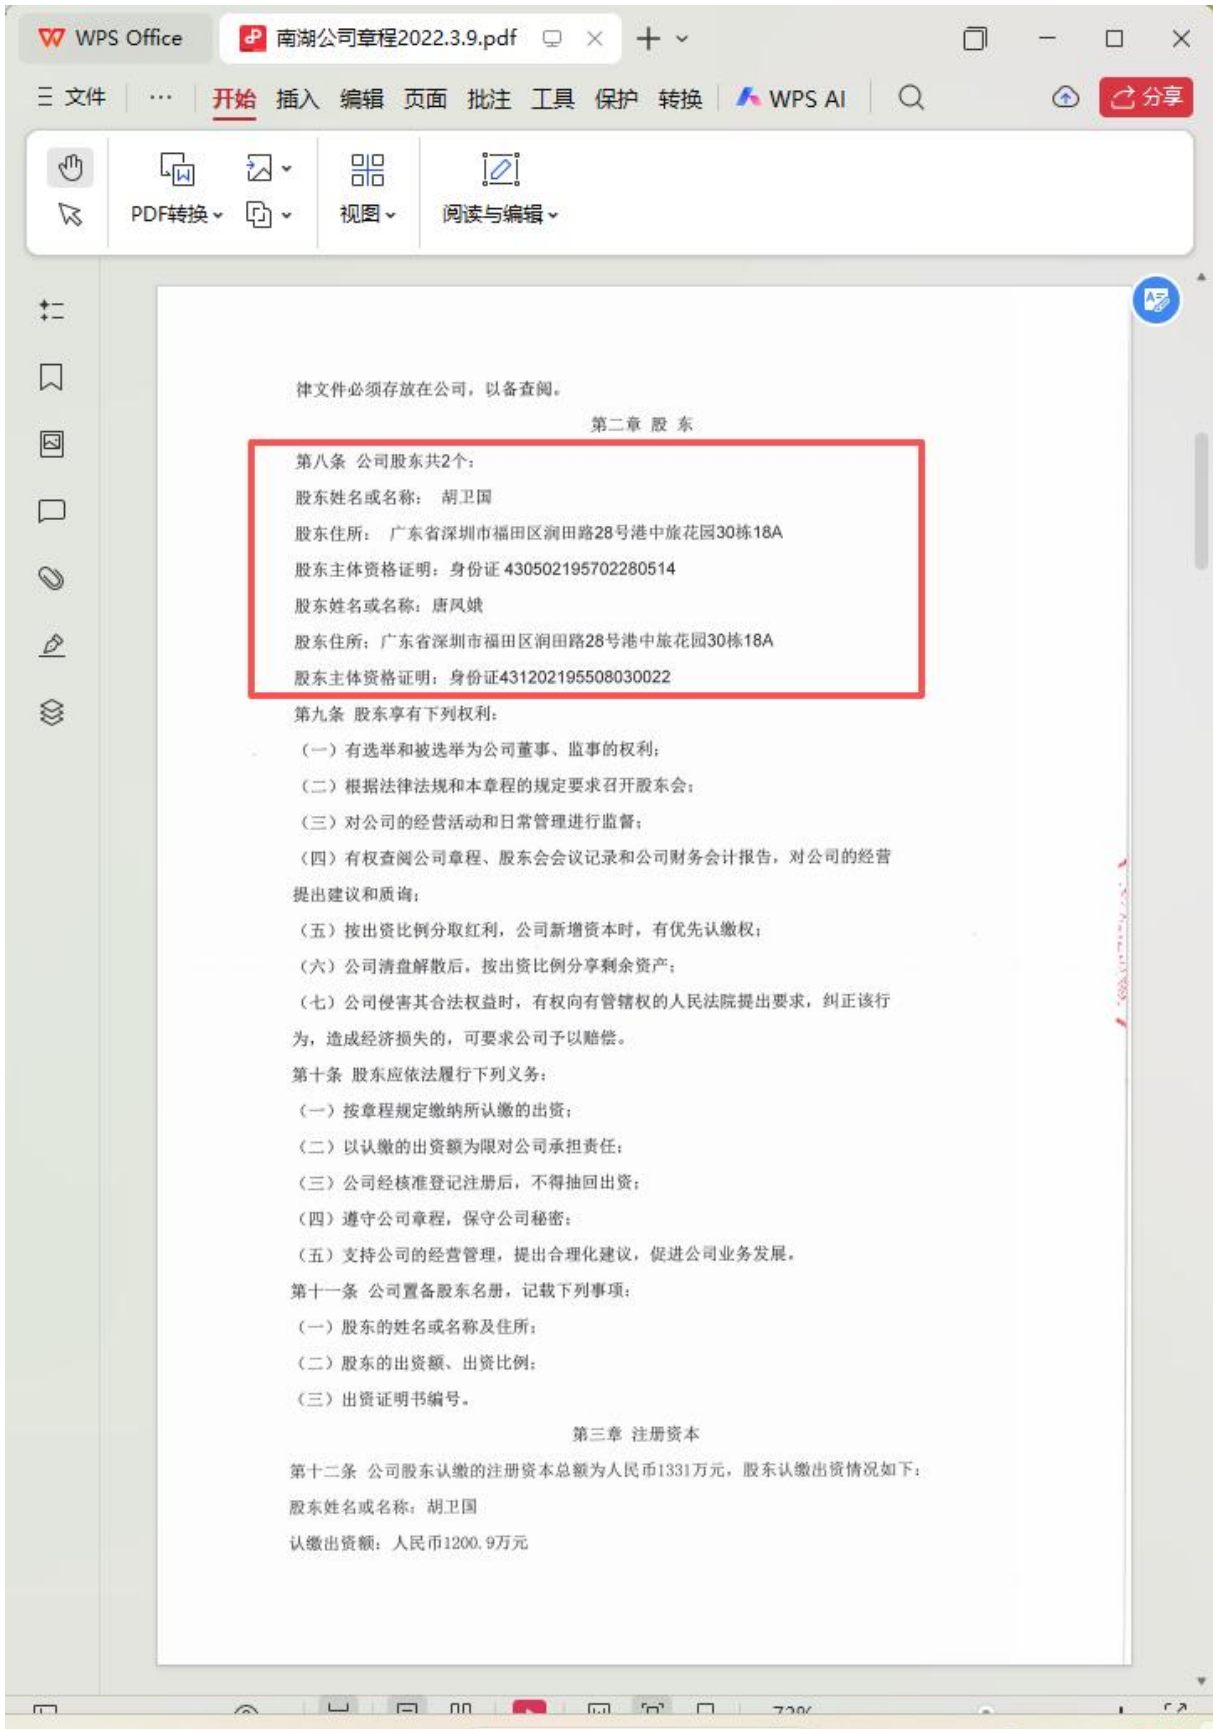 WPS Office
南湖公司章程2022.3.9.pdf
文件
开始 插入 编辑 页面 批注 工具 保护 转换
WPS AI
分享
PDF转换
视图
阅读与编辑
律文件必须存放在公司，以备查阅。
第二章 股 东
第八条 公司股东共2个：
股东姓名或名称： 胡卫国
股东住所： 广东省深圳市福田区润田路28号港中旅花园30栋18A
股东主体资格证明：身份证 430502195702280514
股东姓名或名称：唐风娥
股东住所：广东省深圳市福田区润田路28号港中旅花园30栋18A
股东主体资格证明：身份证431202195508030022
第九条 股东享有下列权利：
（一）有选举和被选举为公司董事、监事的权利；
（二）根据法律法规和本章程的规定要求召开股东会；
（三）对公司的经营活动和日常管理进行监督；
（四）有权查阅公司章程、股东会会议记录和公司财务会计报告，对公司的经营
提出建议和质询；
（五）按出资比例分取红利，公司新增资本时，有优先认缴权；
（六）公司清盘解散后，按出资比例分享剩余资产；
（七）公司侵害其合法权益时，有权向有管辖权的人民法院提出要求，纠正该行
为，造成经济损失的，可要求公司予以赔偿。
第十条 股东应依法履行下列义务：
（一）按章程规定缴纳所认缴的出资；
（二）以认缴的出资额为限对公司承担责任；
（三）公司经核准登记注册后，不得抽回出资；
（四）遵守公司章程，保守公司秘密；
（五）支持公司的经营管理，提出合理化建议，促进公司业务发展。
第十一条 公司置备股东名册，记载下列事项：
（一）股东的姓名或名称及住所；
（二）股东的出资额、出资比例；
（三）出资证明书编号。
第三章 注册资本
第十二条 公司股东认缴的注册资本总额为人民币1331万元，股东认缴出资情况如下：
股东姓名或名称：胡卫国
认缴出资额：人民币1200.9万元